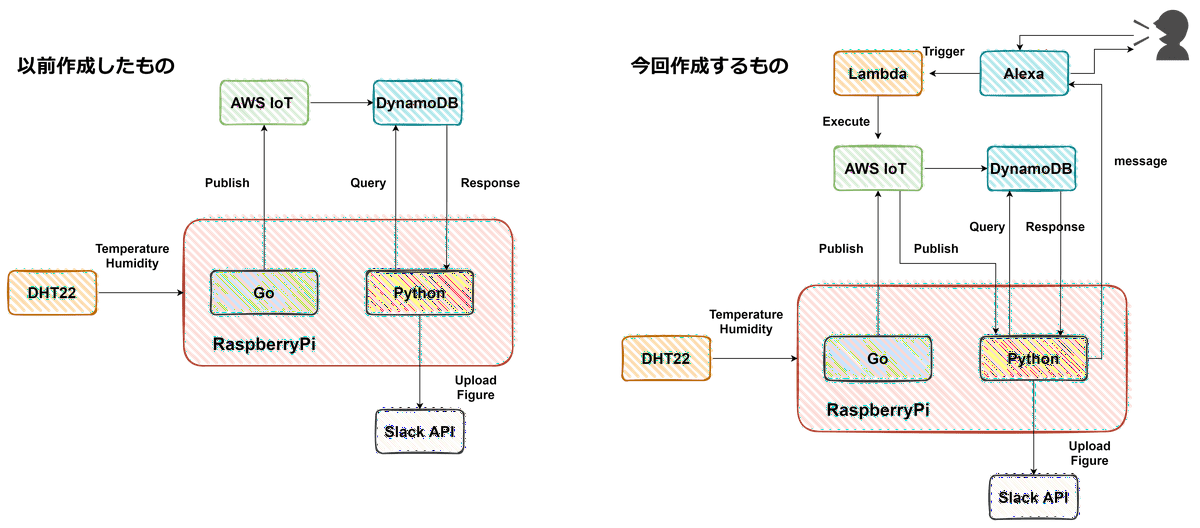 以前作成したもの
AWS IoT
DynamoDB
Publish
Query
Response
Temperature
Humidity
DHT22
Go
Python
RaspberryPi
Upload
Figure
Slack API
今回作成するもの
Trigger
Lambda
Alexa
Execute
message
AWS IoT
DynamoDB
Query
Response
Publish
Publish
Temperature
Humidity
DHT22
Go
Python
RaspberryPi
Upload
Figure
Slack API